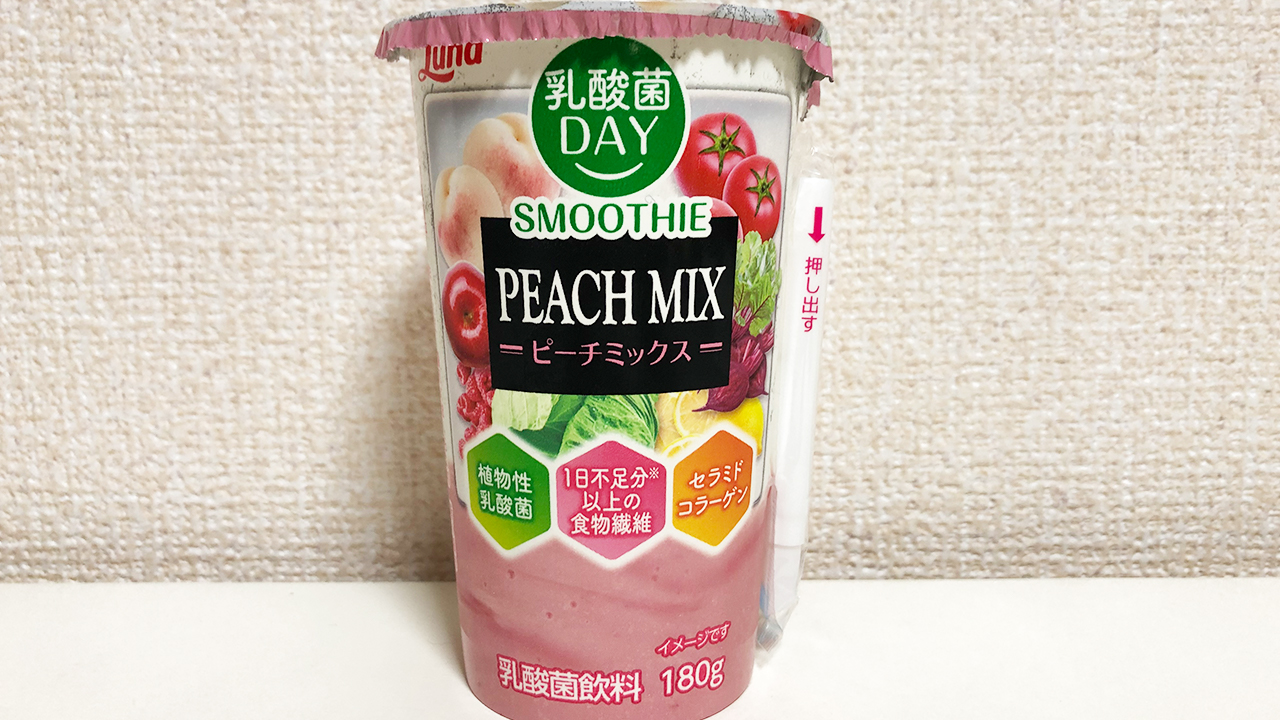 Luna
乳酸菌
DAY
SMOOTHIE
PEACH MIX
ピーチミックス
押し出す
植物性
乳酸菌
1日不足分※
以上の
食物繊維
セラミド
コラーゲン
イメージです
乳酸菌飲料 180g